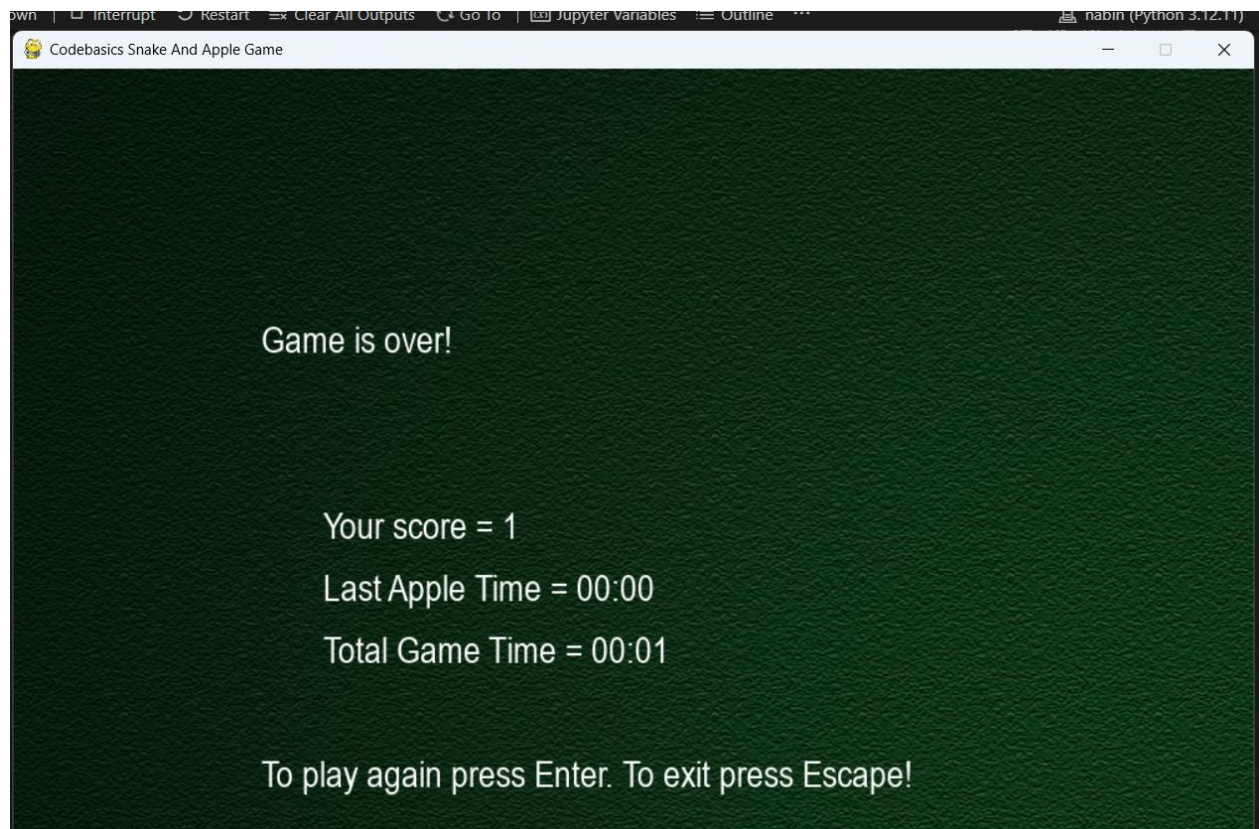 own | Interrupt Restart Clear All Outputs Go To | Jupyter Variables Outline ... nabin (Python 3.12.11)
Codebasics Snake And Apple Game
Game is over!
Your score = 1
Last Apple Time = 00:00
Total Game Time = 00:01
To play again press Enter. To exit press Escape!